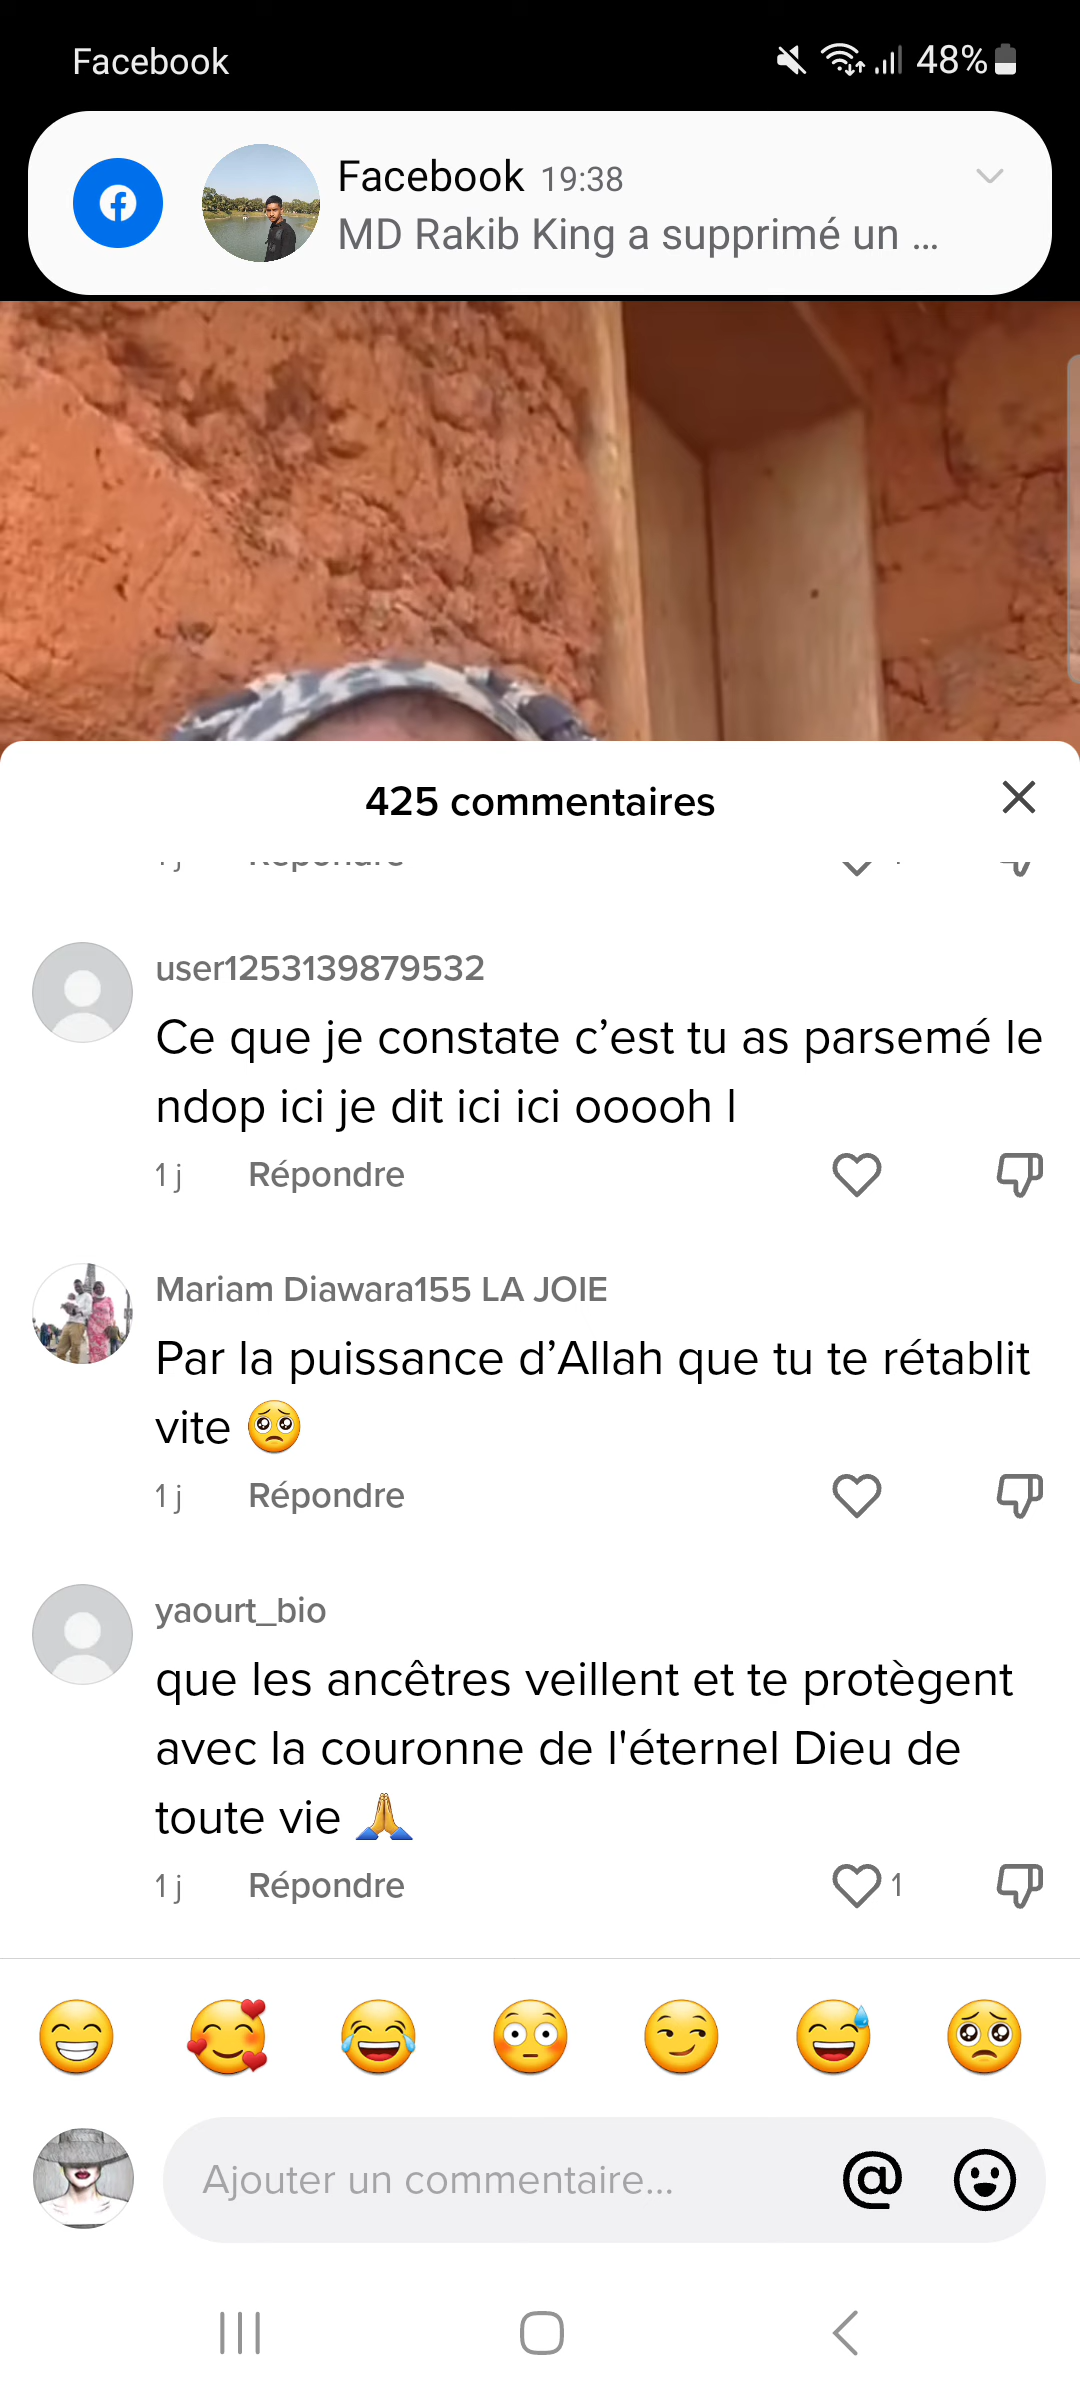 Facebook
48%
Facebook 19:38
MD Rakib King a supprimé un ...
425 commentaires
1 j Répondre 1
user1253139879532
Ce que je constate c’est tu as parsemé le
ndop ici je dit ici ici ooooh l
1 j Répondre
Mariam Diawara155 LA JOIE
Par la puissance d’Allah que tu te rétablit
vite 🥺
1 j Répondre
yaourt_bio
que les ancêtres veillent et te protègent
avec la couronne de l'éternel Dieu de
toute vie 🙏
1 j Répondre 1
Ajouter un commentaire... @